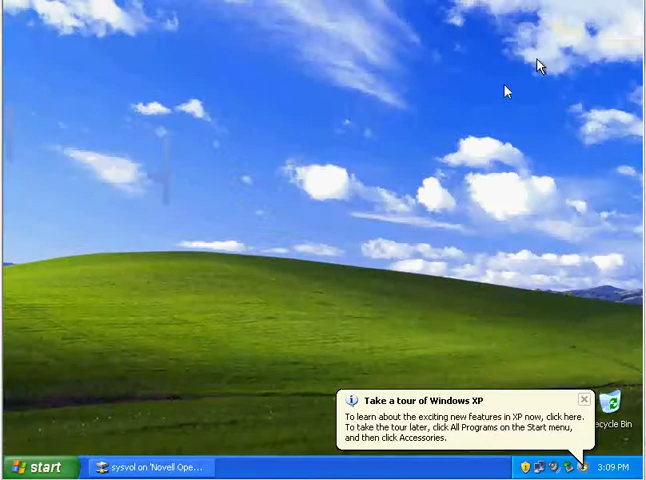 Take a tour of Windows XP
To learn about the exciting new features in XP now, click here.
To take the tour later, click All Programs on the Start menu,
and then click Accessories.
ecycle Bin
start
sysvol on 'Novell Ope...
3:09 PM